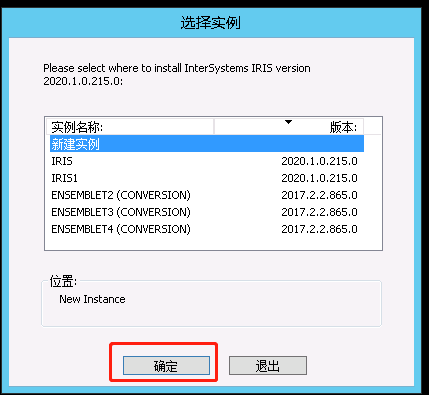 选择实例
Please select where to install InterSystems IRIS version
2020.1.0.215.0:
实例名称: 版本:
新建实例
IRIS 2020.1.0.215.0
IRIS1 2020.1.0.215.0
ENSEMBLET2 (CONVERSION) 2017.2.2.865.0
ENSEMBLET3 (CONVERSION) 2017.2.2.865.0
ENSEMBLET4 (CONVERSION) 2017.2.2.865.0
位置:
New Instance
确定 退出